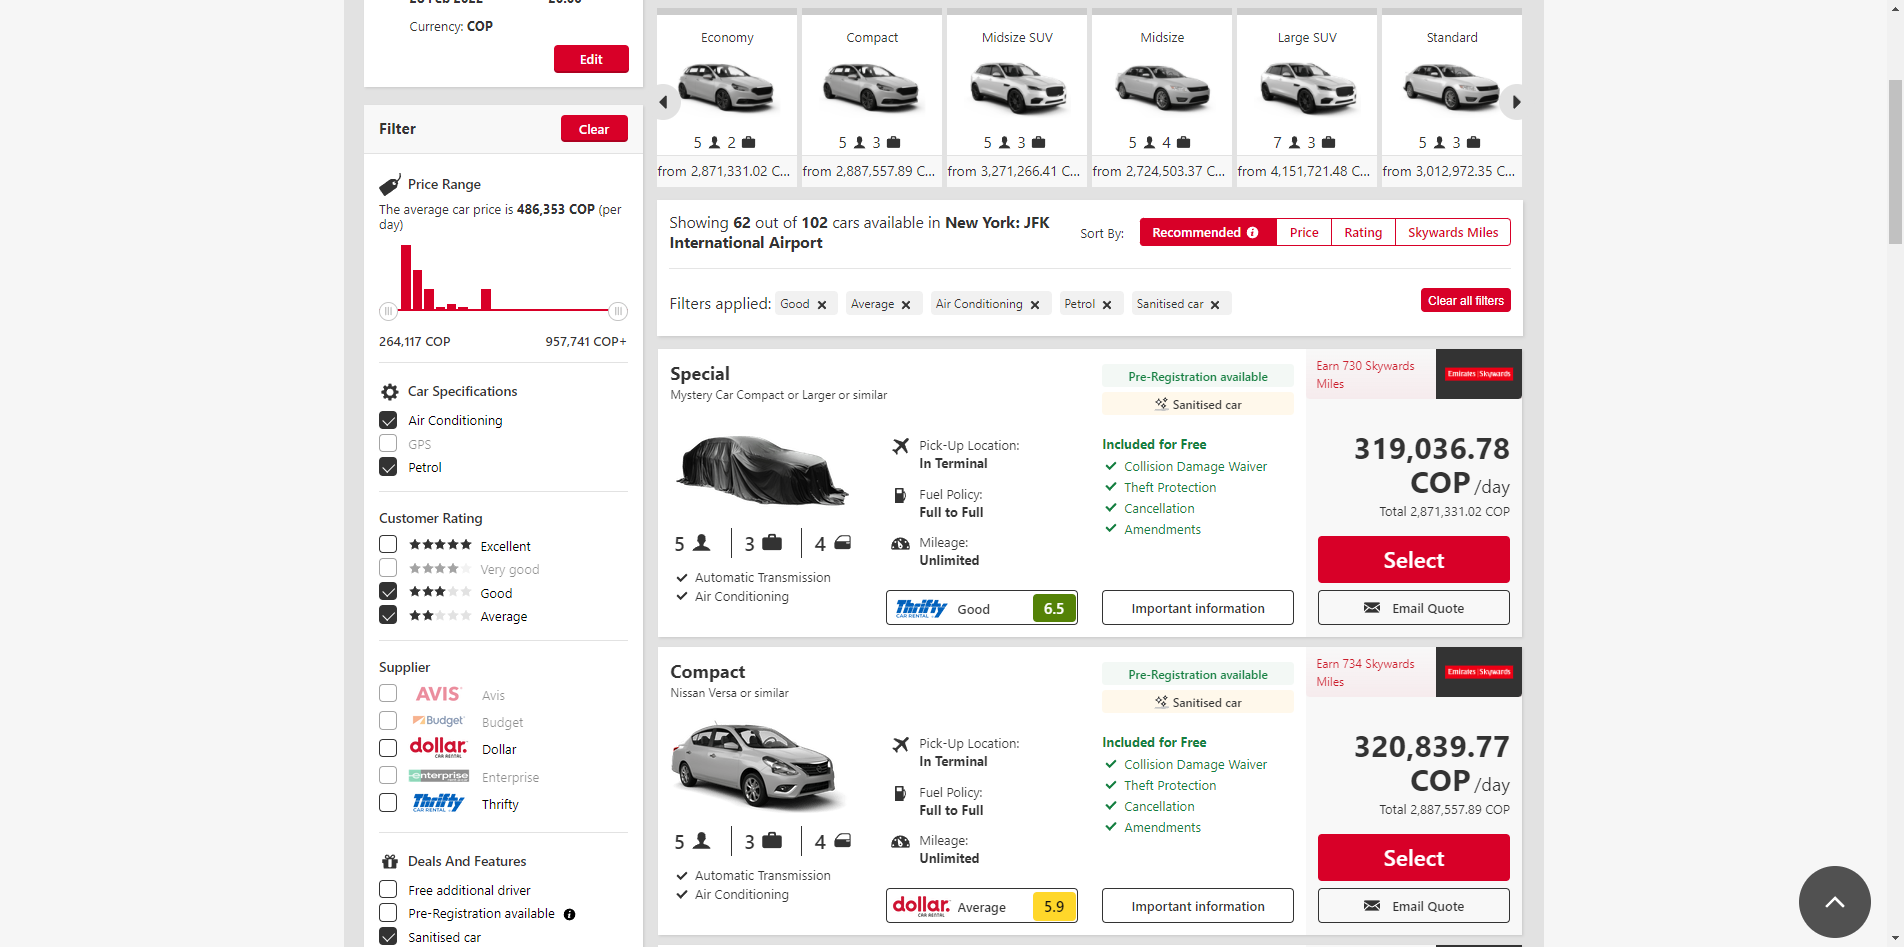 Currency: COP
Edit
Filter
Clear
Price Range
The average car price is 486,353 COP (per
day)
264,117 COP
957,741 COP+
Car Specifications
Air Conditioning
GPS
Petrol
Customer Rating
Excellent
Very good
Good
Average
Supplier
AVIS Avis
Budget Budget
dollar. CAR RENTAL Dollar
enterprise Enterprise
Thrifty CAR RENTAL Thrifty
Deals And Features
Free additional driver
Pre-Registration available
Sanitised car
Economy
5 2
from 2,871,331.02 C...
Compact
5 3
from 2,887,557.89 C...
Midsize SUV
5 3
from 3,271,266.41 C...
Midsize
5 4
from 2,724,503.37 C...
Large SUV
7 3
from 4,151,721.48 C...
Standard
5 3
from 3,012,972.35 C...
Showing 62 out of 102 cars available in New York: JFK
International Airport
Sort By:
Recommended
Price
Rating
Skywards Miles
Filters applied:
Good
Average
Air Conditioning
Petrol
Sanitised car
Clear all filters
Special
Mystery Car Compact or Larger or similar
5 3 4
Automatic Transmission
Air Conditioning
Pick-Up Location:
In Terminal
Fuel Policy:
Full to Full
Mileage:
Unlimited
Thrifty CAR RENTAL Good 6.5
Pre-Registration available
Sanitised car
Included for Free
Collision Damage Waiver
Theft Protection
Cancellation
Amendments
Important information
Earn 730 Skywards
Miles
Emirates Skywards
319,036.78
COP /day
Total 2,871,331.02 COP
Select
Email Quote
Compact
Nissan Versa or similar
5 3 4
Automatic Transmission
Air Conditioning
Pick-Up Location:
In Terminal
Fuel Policy:
Full to Full
Mileage:
Unlimited
dollar. CAR RENTAL Average 5.9
Pre-Registration available
Sanitised car
Included for Free
Collision Damage Waiver
Theft Protection
Cancellation
Amendments
Important information
Earn 734 Skywards
Miles
Emirates Skywards
320,839.77
COP /day
Total 2,887,557.89 COP
Select
Email Quote